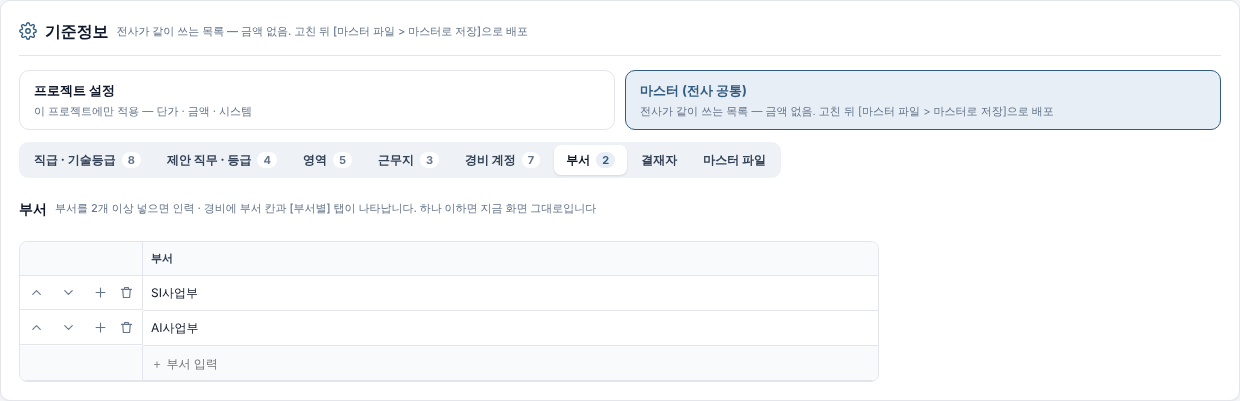 기준정보 전사가 같이 쓰는 목록 — 금액 없음. 고친 뒤 [마스터 파일 > 마스터로 저장]으로 배포
프로젝트 설정
이 프로젝트에만 적용 — 단가 · 금액 · 시스템
마스터 (전사 공통)
전사가 같이 쓰는 목록 — 금액 없음. 고친 뒤 [마스터 파일 > 마스터로 저장]으로 배포
직급 · 기술등급 8 제안 직무 · 등급 4 영역 5 근무지 3 경비 계정 7 부서 2 결재자 마스터 파일
부서 부서를 2개 이상 넣으면 인력 · 경비에 부서 칸과 [부서별] 탭이 나타납니다. 하나 이하면 지금 화면 그대로입니다
부서
SI사업부
AI사업부
+ 부서 입력